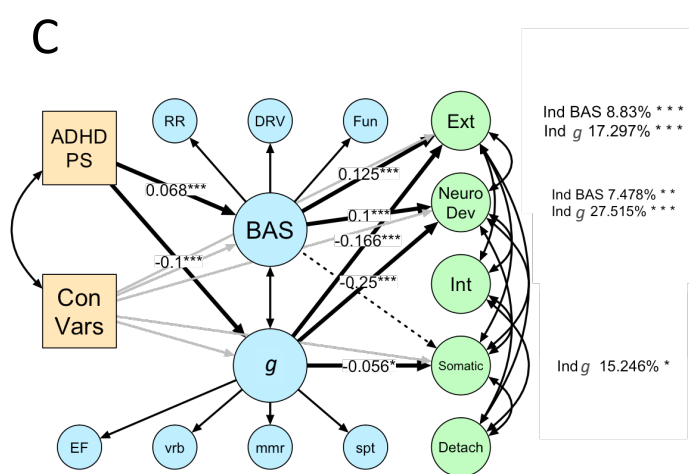 C
ADHD
PS
RR
DRV
Fun
Ext
Ind BAS 8.83% * * *
Ind g 17.297% * * *
0.068***
0.125***
Neuro
Dev
Ind BAS 7.478% * *
Ind g 27.515% * * *
BAS
0.1***
-0.166***
-0.1***
-0.25***
Con
Vars
Int
g
-0.056*
Somatic
Ind g 15.246% *
EF
vrb
mmr
spt
Detach